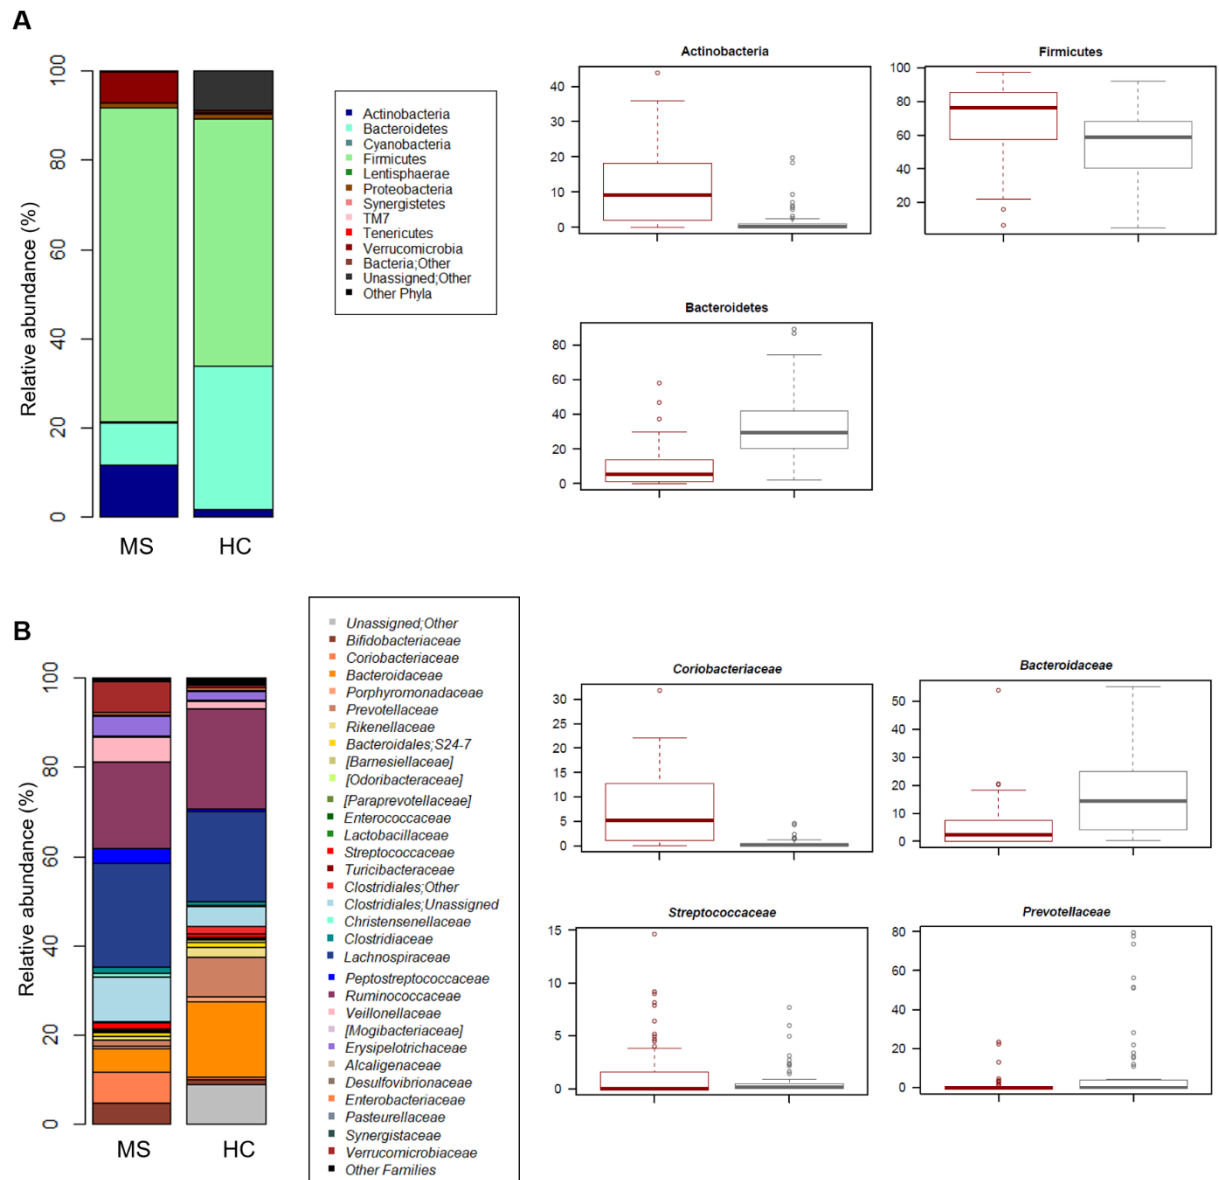 A
Relative abundance (%)
100
80
60
40
20
0
MS
HC
Actinobacteria
Bacteroidetes
Cyanobacteria
Firmicutes
Lentisphaerae
Proteobacteria
Synergistetes
TM7
Tenericutes
Verrucomicrobia
Bacteria;Other
Unassigned;Other
Other Phyla
Actinobacteria
40
30
20
10
0
Firmicutes
100
80
60
40
20
Bacteroidetes
80
60
40
20
0
B
Relative abundance (%)
100
80
60
40
20
0
MS
HC
Unassigned;Other
Bifidobacteriaceae
Coriobacteriaceae
Bacteroidaceae
Porphyromonadaceae
Prevotellaceae
Rikenellaceae
Bacteroidales;S24-7
[Barnesiellaceae]
[Odoribacteraceae]
[Paraprevotellaceae]
Enterococcaceae
Lactobacillaceae
Streptococcaceae
Turicibacteraceae
Clostridiales;Other
Clostridiales;Unassigned
Christensenellaceae
Clostridiaceae
Lachnospiraceae
Peptostreptococcaceae
Ruminococcaceae
Veillonellaceae
[Mogibacteriaceae]
Erysipelotrichaceae
Alcaligenaceae
Desulfovibrionaceae
Enterobacteriaceae
Pasteurellaceae
Synergistaceae
Verrucomicrobiaceae
Other Families
Coriobacteriaceae
30
25
20
15
10
5
0
Bacteroidaceae
50
40
30
20
10
0
Streptococcaceae
15
10
5
0
Prevotellaceae
80
60
40
20
0